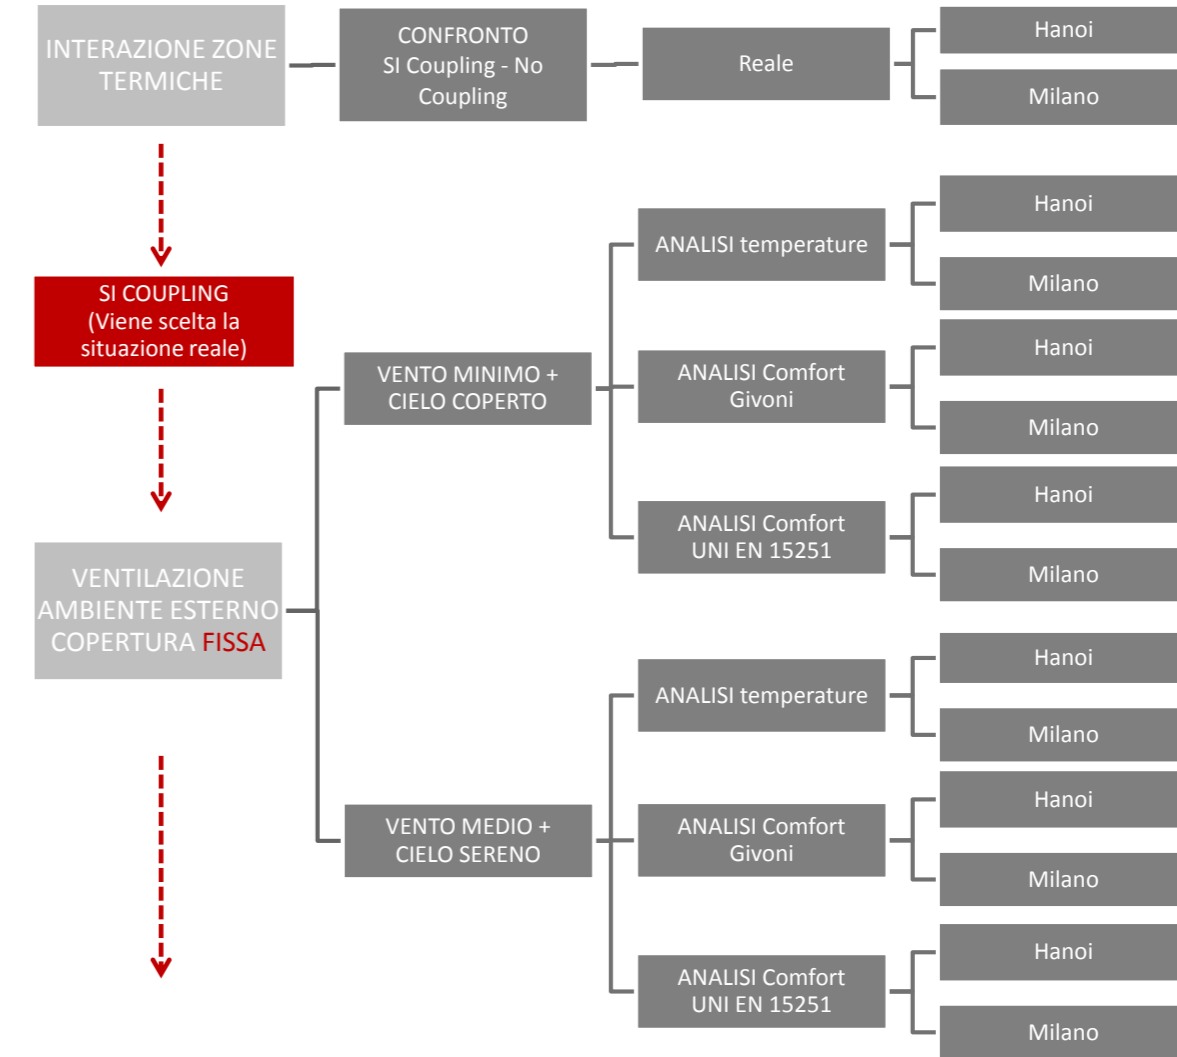 INTERAZIONE ZONE
TERMICHE
CONFRONTO
SI Coupling - No
Coupling
Reale
Hanoi
Milano
SI COUPLING
(Viene scelta la
situazione reale)
VENTILAZIONE
AMBIENTE ESTERNO
COPERTURA FISSA
VENTO MINIMO +
CIELO COPERTO
ANALISI temperature
Hanoi
Milano
ANALISI Comfort
Givoni
Hanoi
Milano
ANALISI Comfort
UNI EN 15251
Hanoi
Milano
VENTO MEDIO +
CIELO SERENO
ANALISI temperature
Hanoi
Milano
ANALISI Comfort
Givoni
Hanoi
Milano
ANALISI Comfort
UNI EN 15251
Hanoi
Milano